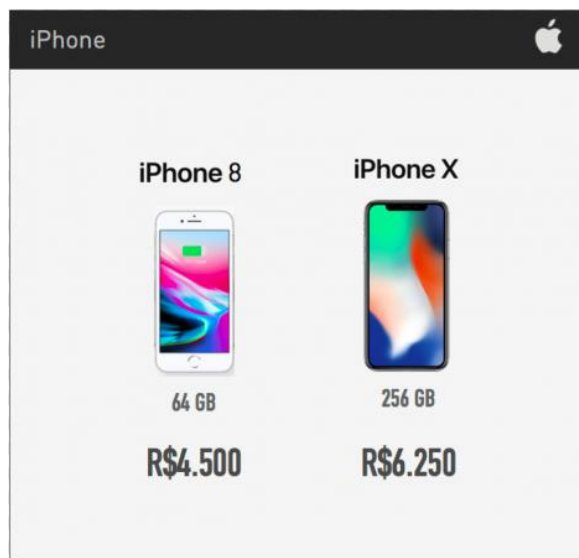 iPhone
iPhone 8
64 GB
R$4.500
iPhone X
256 GB
R$6.250